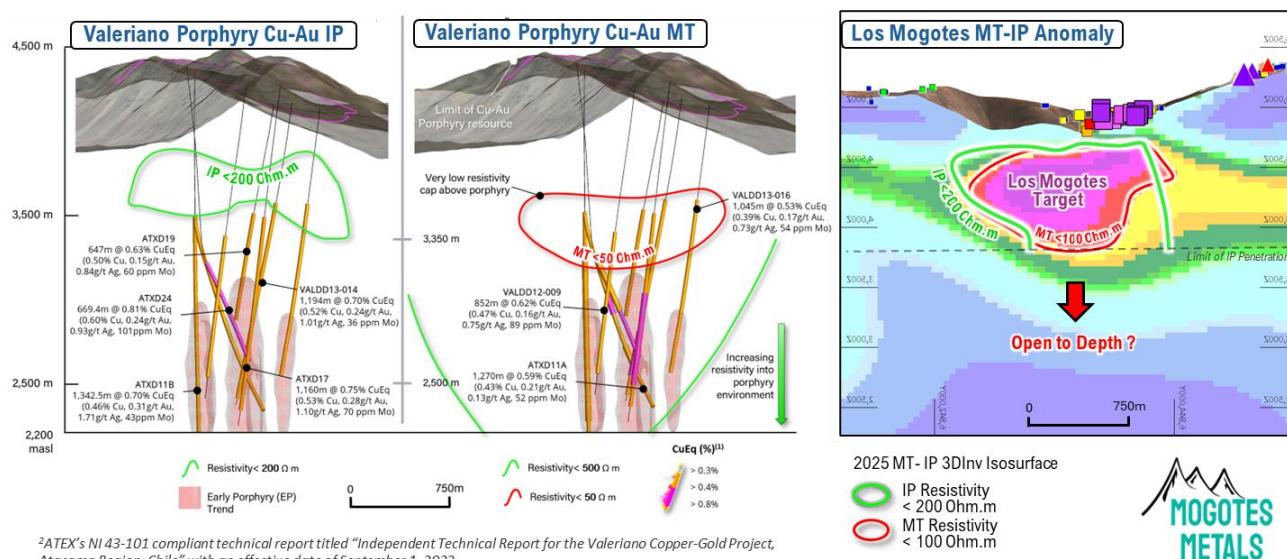 Valeriano Porphyry Cu-Au IP
4,500 m
IP <200 Ohm.m
3,500 m
ATXD19
647m @ 0.63% CuEq
(0.50% Cu, 0.15g/t Au,
0.84g/t Ag, 60 ppm Mo)
ATXD24
669.4m @ 0.81% CuEq
(0.60% Cu, 0.24g/t Au,
0.93g/t Ag, 101ppm Mo)
VALDD13-014
1,194m @ 0.70% CuEq
(0.52% Cu, 0.24g/t Au,
1.01g/t Ag, 36 ppm Mo)
2,500 m
ATXD11B
1,342.5m @ 0.70% CuEq
(0.46% Cu, 0.31g/t Au,
1.71g/t Ag, 43ppm Mo)
ATXD17
1,160m @ 0.75% CuEq
(0.53% Cu, 0.28g/t Au,
1.10g/t Ag, 70 ppm Mo)
2,200
masl
Valeriano Porphyry Cu-Au MT
Limit of Cu-Au
Porphyry resource
Very low resistivity
cap above porphyry
VALDD13-016
1,045m @ 0.53% CuEq
(0.39% Cu, 0.17g/t Au,
0.73g/t Ag, 54 ppm Mo)
3,350 m
MT <50 Ohm.m
VALDD12-009
852m @ 0.62% CuEq
(0.47% Cu, 0.16g/t Au,
0.75g/t Ag, 89 ppm Mo)
ATXD11A
1,270m @ 0.59% CuEq
(0.43% Cu, 0.21g/t Au,
0.13g/t Ag, 52 ppm Mo)
2,500 m
Increasing
resistivity into
porphyry
environment
Resistivity< 200 Ω m
Early Porphyry (EP)
Trend
0 750m
Resistivity< 500 Ω m
Resistivity< 50 Ω m
CuEq (%)(1)
> 0.3%
> 0.4%
> 0.8%
Los Mogotes MT-IP Anomaly
IP <200 Ohm.m
Los Mogotes
Target
MT<100 Ohm.m
Limit of IP Penetration
Open to Depth ?
0 750m
2025 MT- IP 3DInv Isosurface
IP Resistivity
< 200 Ohm.m
MT Resistivity
< 100 Ohm.m
MOGOTES
METALS
²ATEX's NI 43-101 compliant technical report titled "Independent Technical Report for the Valeriano Copper-Gold Project,